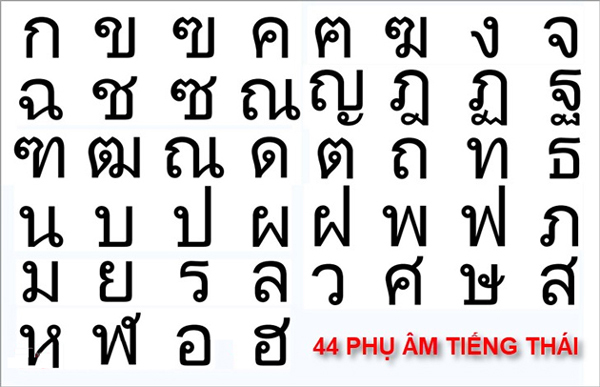 ก ข ฃ ค ฅ ฆ ง จ
ฉ ช ซ ฌ ญ ฎ ฏ ฐ
ฑ ฒ ณ ด ต ถ ท ธ
น บ ป ผ ฝ พ ฟ ภ
ม ย ร ล ว ศ ษ ส
ห ฬ อ ฮ 44 PHỤ ÂM TIẾNG THÁI